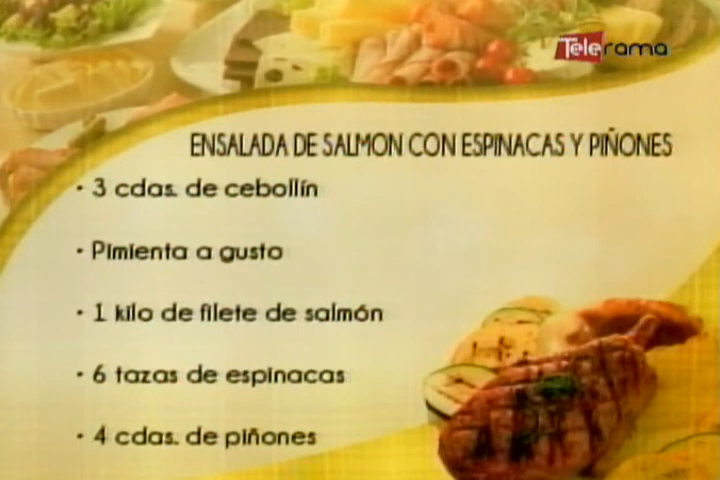 Telerama
ENSALADA DE SALMON CON ESPINACAS Y PIÑONES
· 3 cdas. de cebollín
· Pimienta a gusto
· 1 kilo de filete de salmón
· 6 tazas de espinacas
· 4 cdas. de piñones